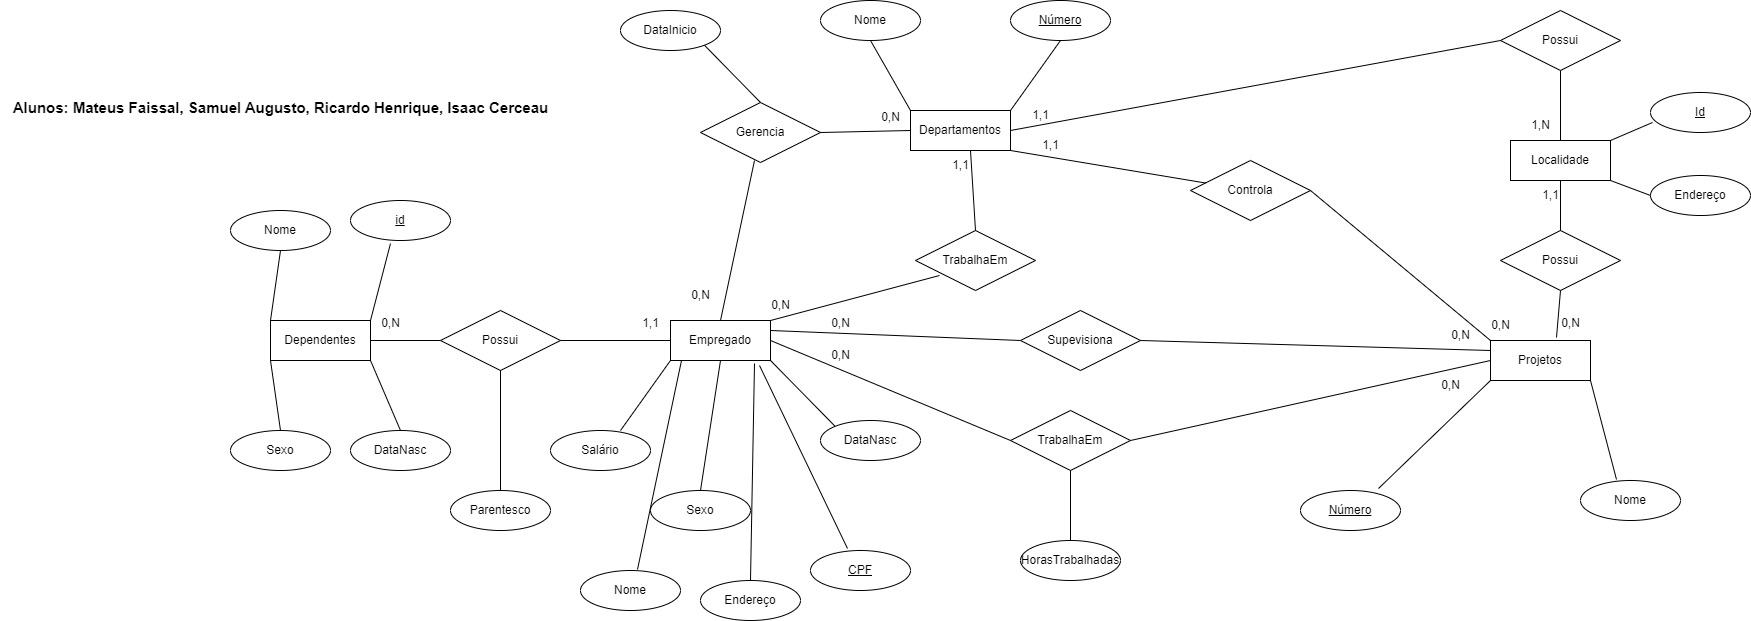 DataInicio
Nome
Número
Possui
Alunos: Mateus Faissal, Samuel Augusto, Ricardo Henrique, Isaac Cerceau
Gerencia
0,N
Departamentos
1,1
1,1
1,1
1,N
Id
Localidade
Endereço
1,1
Controla
Nome
id
TrabalhaEm
Possui
0,N
0,N
Dependentes
0,N
Possui
1,1
Empregado
0,N
Supevisiona
0,N
0,N
0,N
Projetos
0,N
0,N
Sexo
DataNasc
Salário
DataNasc
TrabalhaEm
Parentesco
Sexo
Número
Nome
Nome
Endereço
CPF
HorasTrabalhadas